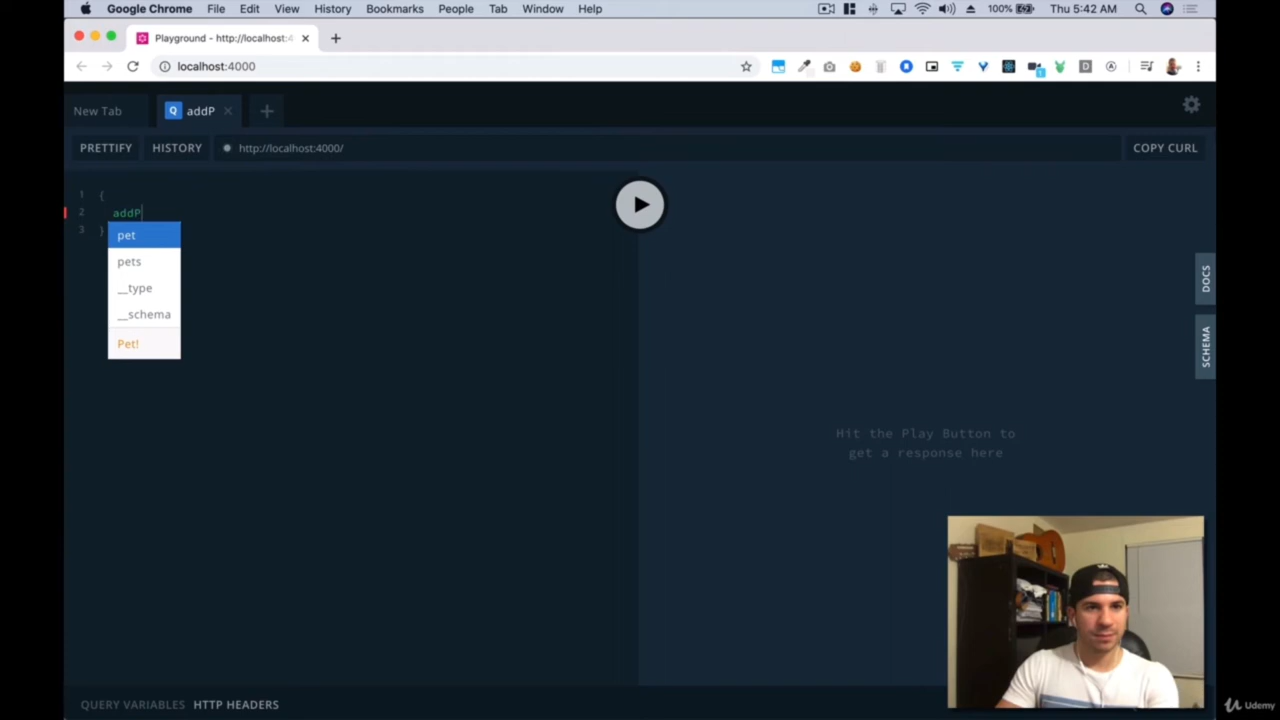 Google Chrome File Edit View History Bookmarks People Tab Window Help 100% Thu 5:42 AM
Playground - http://localhost:4
localhost:4000
New Tab Q addP
PRETTIFY HISTORY http://localhost:4000/ COPY CURL
1 {
2 addP
3 }
pet
pets
__type
__schema
Pet!
DOCS
SCHEMA
Hit the Play Button to
get a response here
QUERY VARIABLES HTTP HEADERS
Udemy